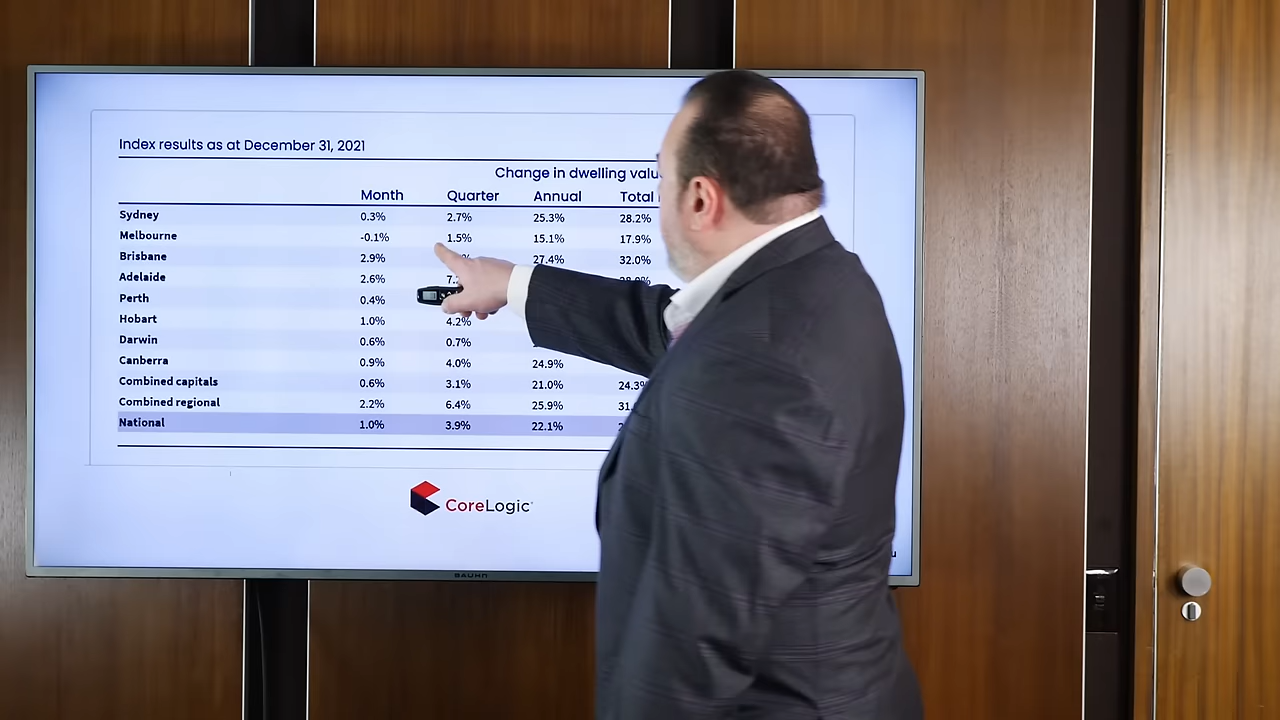 Index results as at December 31, 2021
Change in dwelling
Month Quarter Annual Total
Sydney 0.3% 2.7% 25.3% 28.2%
Melbourne -0.1% 1.5% 15.1% 17.9%
Brisbane 2.9% 27.4% 32.0%
Adelaide 2.6%
Perth 0.4%
Hobart 1.0% 4.2%
Darwin 0.6% 0.7%
Canberra 0.9% 4.0% 24.9%
Combined capitals 0.6% 3.1% 21.0% 24.3%
Combined regional 2.2% 6.4% 25.9%
National 1.0% 3.9% 22.1%
CoreLogic
BAUHN